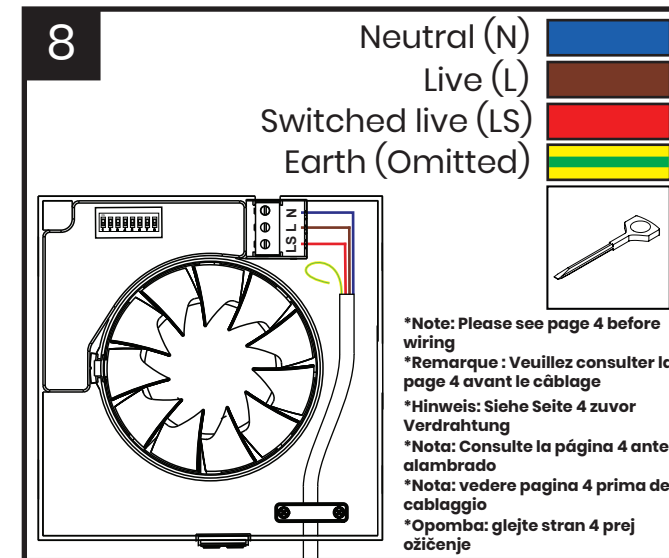 8
Neutral (N)
Live (L)
Switched live (LS)
Earth (Omitted)
LS L N
*Note: Please see page 4 before
wiring
*Remarque : Veuillez consulter la
page 4 avant le câblage
*Hinweis: Siehe Seite 4 zuvor
Verdrahtung
*Nota: Consulte la página 4 ante
alambrado
*Nota: vedere pagina 4 prima de
cablaggio
*Opomba: glejte stran 4 prej
ožičenje